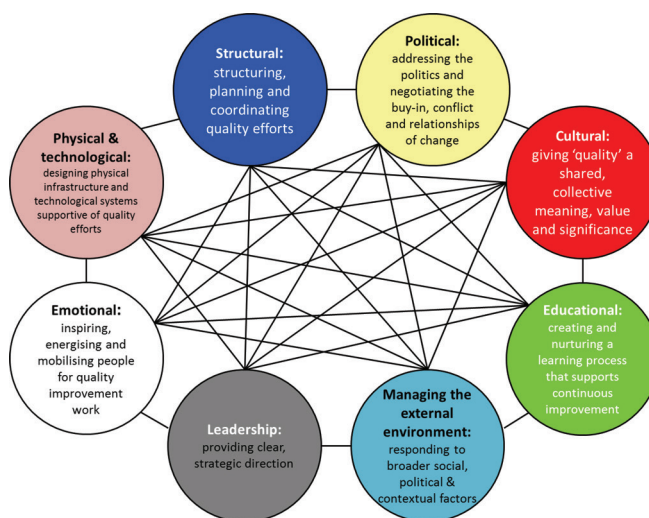 Structural:
structuring,
planning and
coordinating
quality efforts
Political:
addressing the
politics and
negotiating the
buy-in, conflict
and relationships
of change
Physical &
technological:
designing physical
infrastructure and
technological systems
supportive of quality
efforts
Cultural:
giving ‘quality’ a
shared,
collective
meaning, value
and significance
Emotional:
inspiring,
energising and
mobilising people
for quality
improvement
work
Educational:
creating and
nurturing a
learning process
that supports
continuous
improvement
Leadership:
providing clear,
strategic direction
Managing the
external
environment:
responding to
broader social,
political &
contextual factors